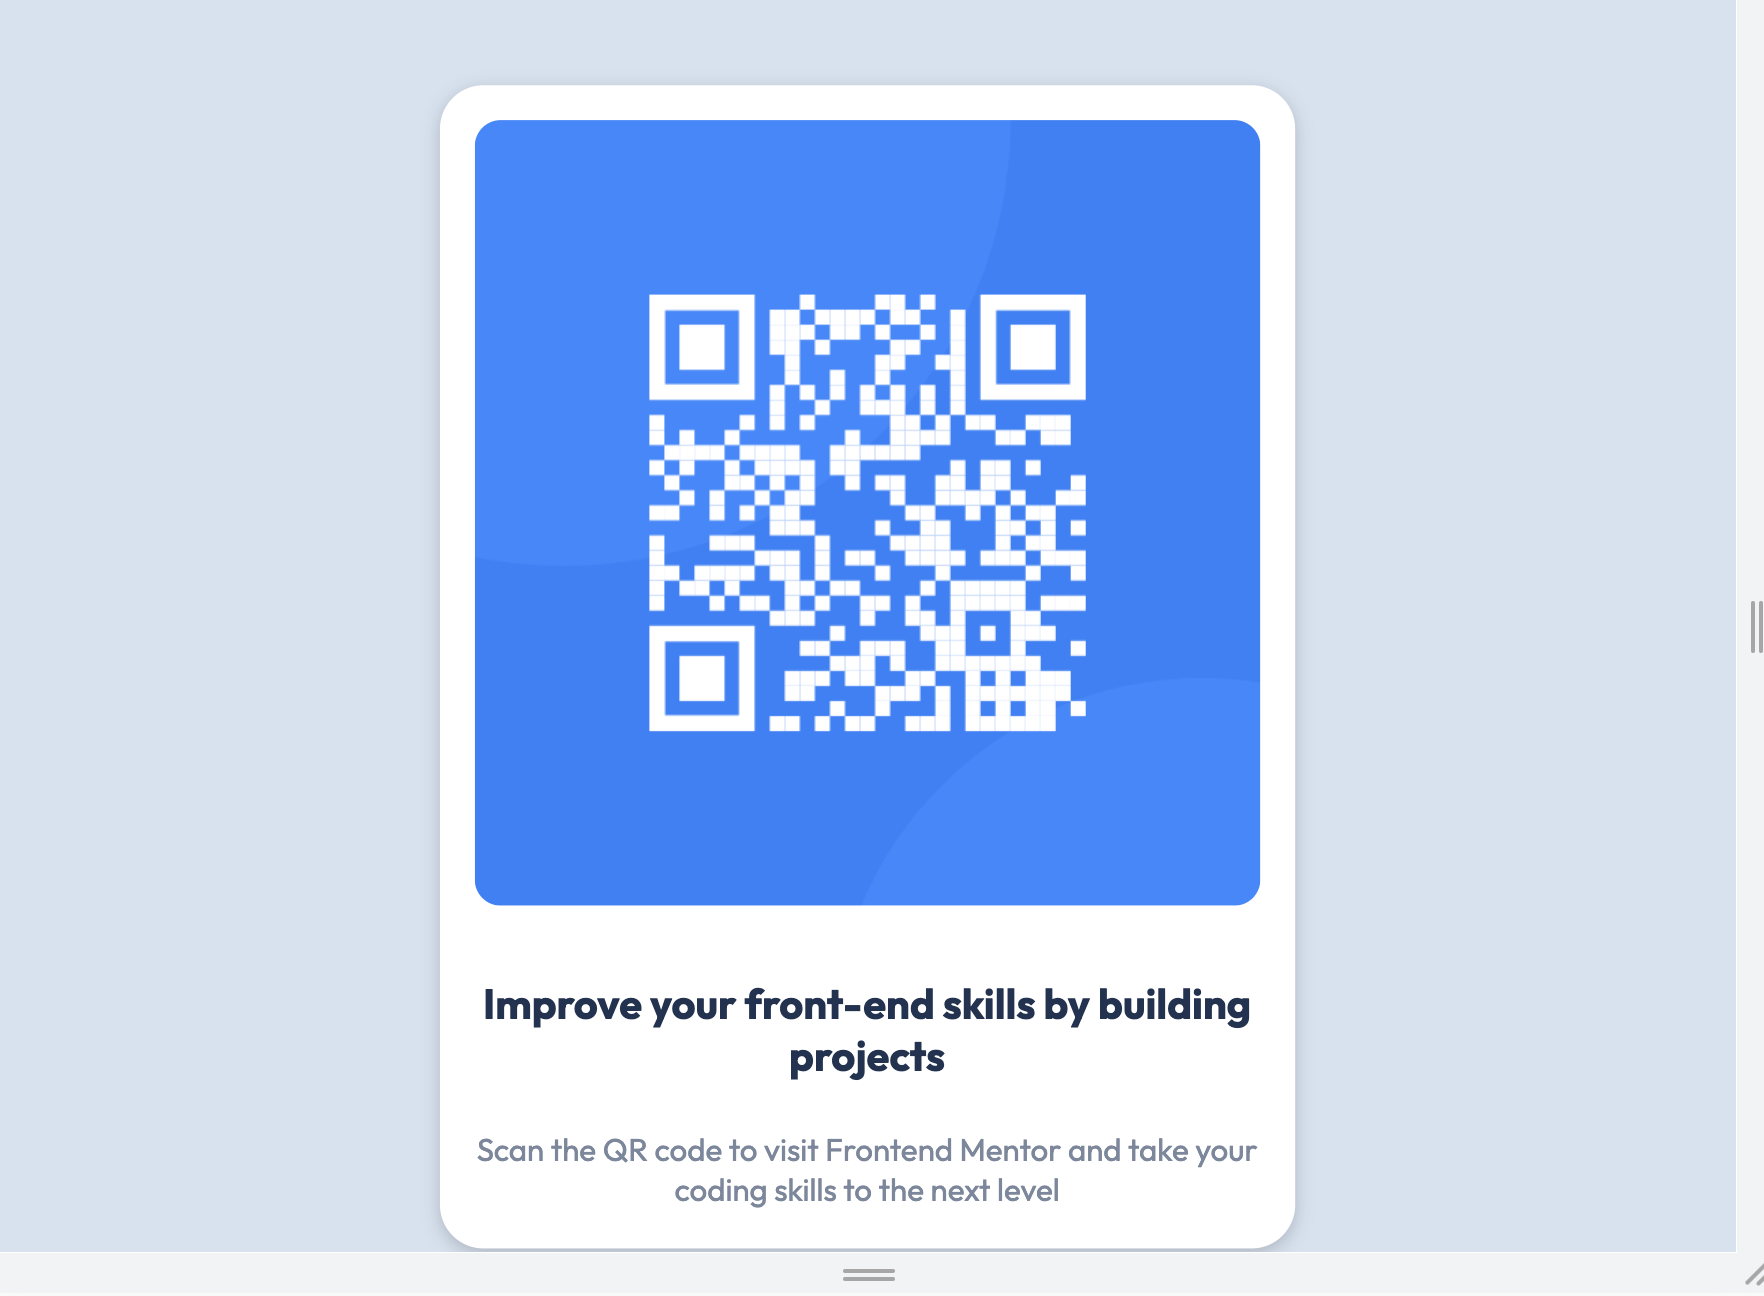 Improve your front-end skills by building
projects
Scan the QR code to visit Frontend Mentor and take your
coding skills to the next level